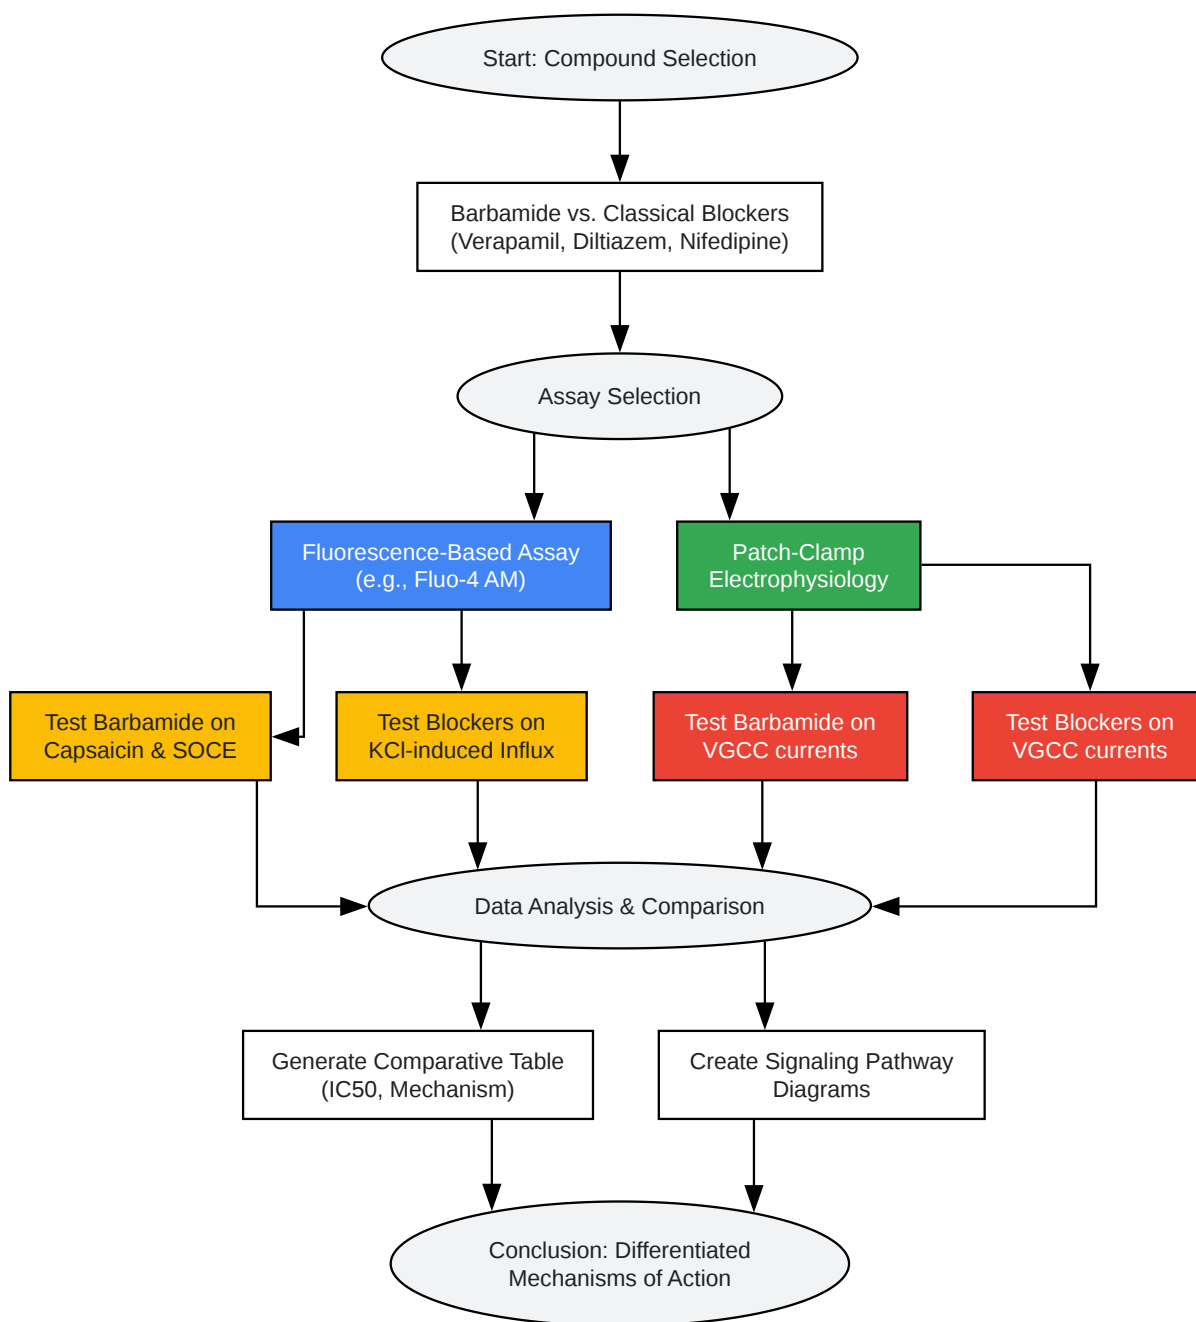 Start: Compound Selection
Barbamide vs. Classical Blockers
(Verapamil, Diltiazem, Nifedipine)
Assay Selection
Fluorescence-Based Assay
(e.g., Fluo-4 AM)
Patch-Clamp
Electrophysiology
Test Barbamide on
Capsaicin & SOCE
Test Blockers on
KCl-induced Influx
Test Barbamide on
VGCC currents
Test Blockers on
VGCC currents
Data Analysis & Comparison
Generate Comparative Table
(IC50, Mechanism)
Create Signaling Pathway
Diagrams
Conclusion: Differentiated
Mechanisms of Action